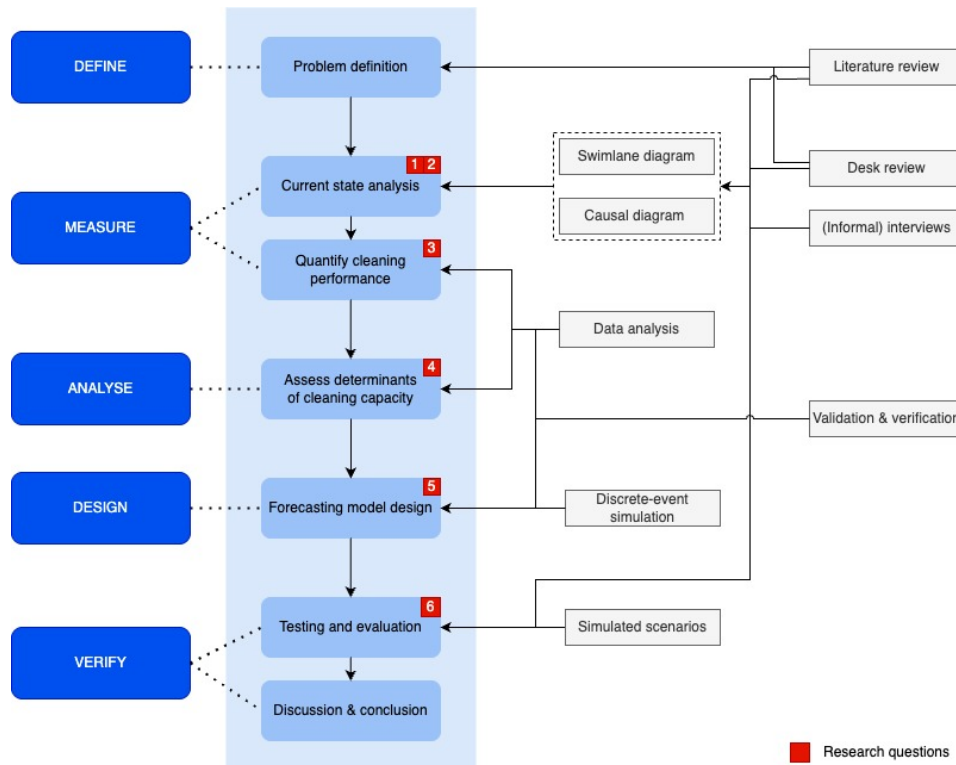 DEFINE
Problem definition
Literature review
1 2
Current state analysis
Swimlane diagram
Causal diagram
Desk review
MEASURE
(Informal) interviews
3
Quantify cleaning
performance
Data analysis
ANALYSE
4
Assess determinants
of cleaning capacity
Validation & verification
DESIGN
5
Forecasting model design
Discrete-event
simulation
6
Testing and evaluation
Simulated scenarios
VERIFY
Discussion & conclusion
Research questions